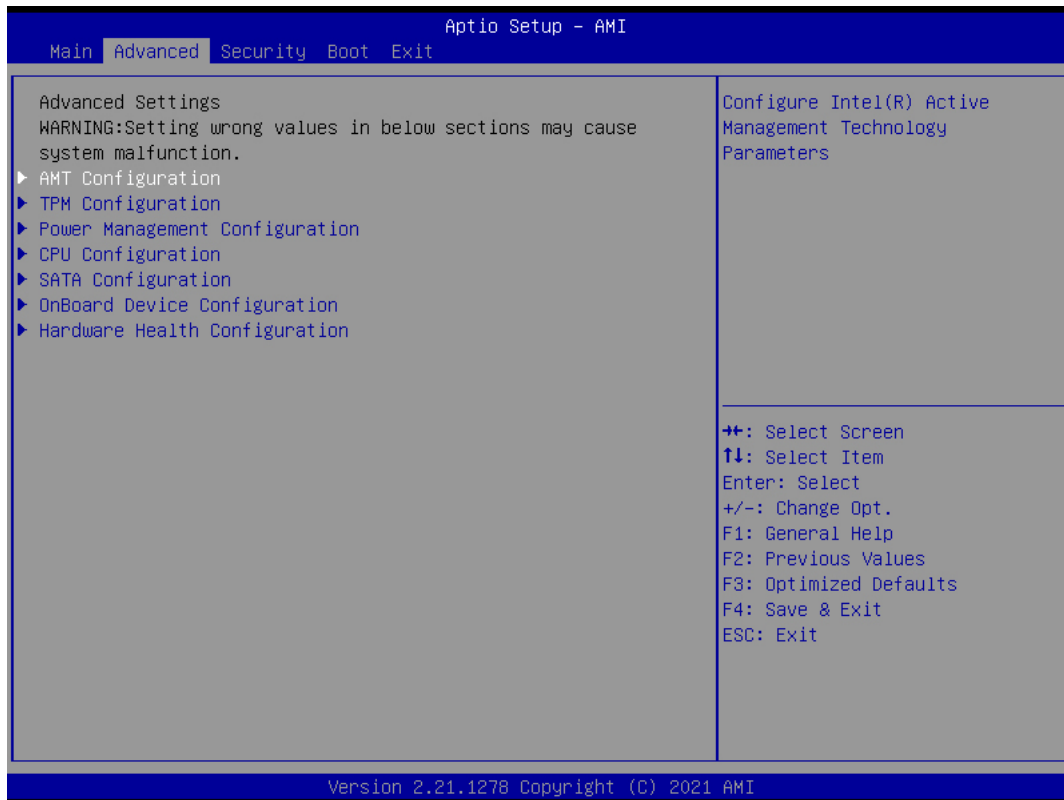 Aptio Setup – AMI
Main Advanced Security Boot Exit
Advanced Settings
WARNING:Setting wrong values in below sections may cause
system malfunction.
▶ AMT Configuration
▶ TPM Configuration
▶ Power Management Configuration
▶ CPU Configuration
▶ SATA Configuration
▶ OnBoard Device Configuration
▶ Hardware Health Configuration
Configure Intel(R) Active
Management Technology
Parameters
→←: Select Screen
↑↓: Select Item
Enter: Select
+/-: Change Opt.
F1: General Help
F2: Previous Values
F3: Optimized Defaults
F4: Save & Exit
ESC: Exit
Version 2.21.1278 Copyright (C) 2021 AMI